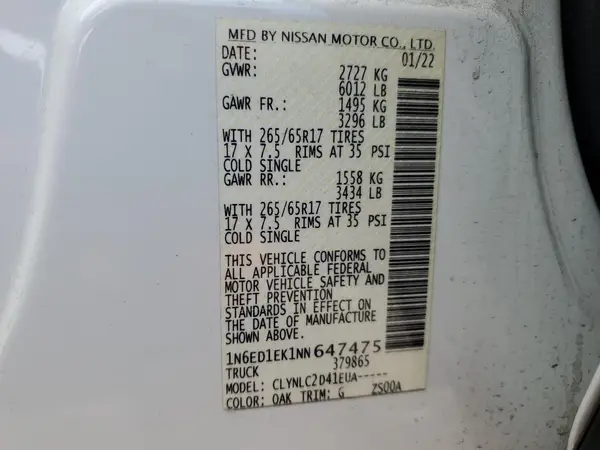 MFD BY NISSAN MOTOR CO., LTD.
DATE: 01/22
GVWR: 2727 KG
6012 LB
GAWR FR.: 1495 KG
3296 LB
WITH 265/65R17 TIRES
17 X 7.5 RIMS AT 35 PSI
COLD SINGLE
GAWR RR.: 1558 KG
3434 LB
WITH 265/65R17 TIRES
17 X 7.5 RIMS AT 35 PSI
COLD SINGLE
THIS VEHICLE CONFORMS TO
ALL APPLICABLE FEDERAL
MOTOR VEHICLE SAFETY AND
THEFT PREVENTION
STANDARDS IN EFFECT ON
THE DATE OF MANUFACTURE
SHOWN ABOVE.
1N6ED1EK1NN647475
TRUCK 379865
MODEL: CLYNLC2D41EUA-----
COLOR: QAK TRIM: G ZS00A